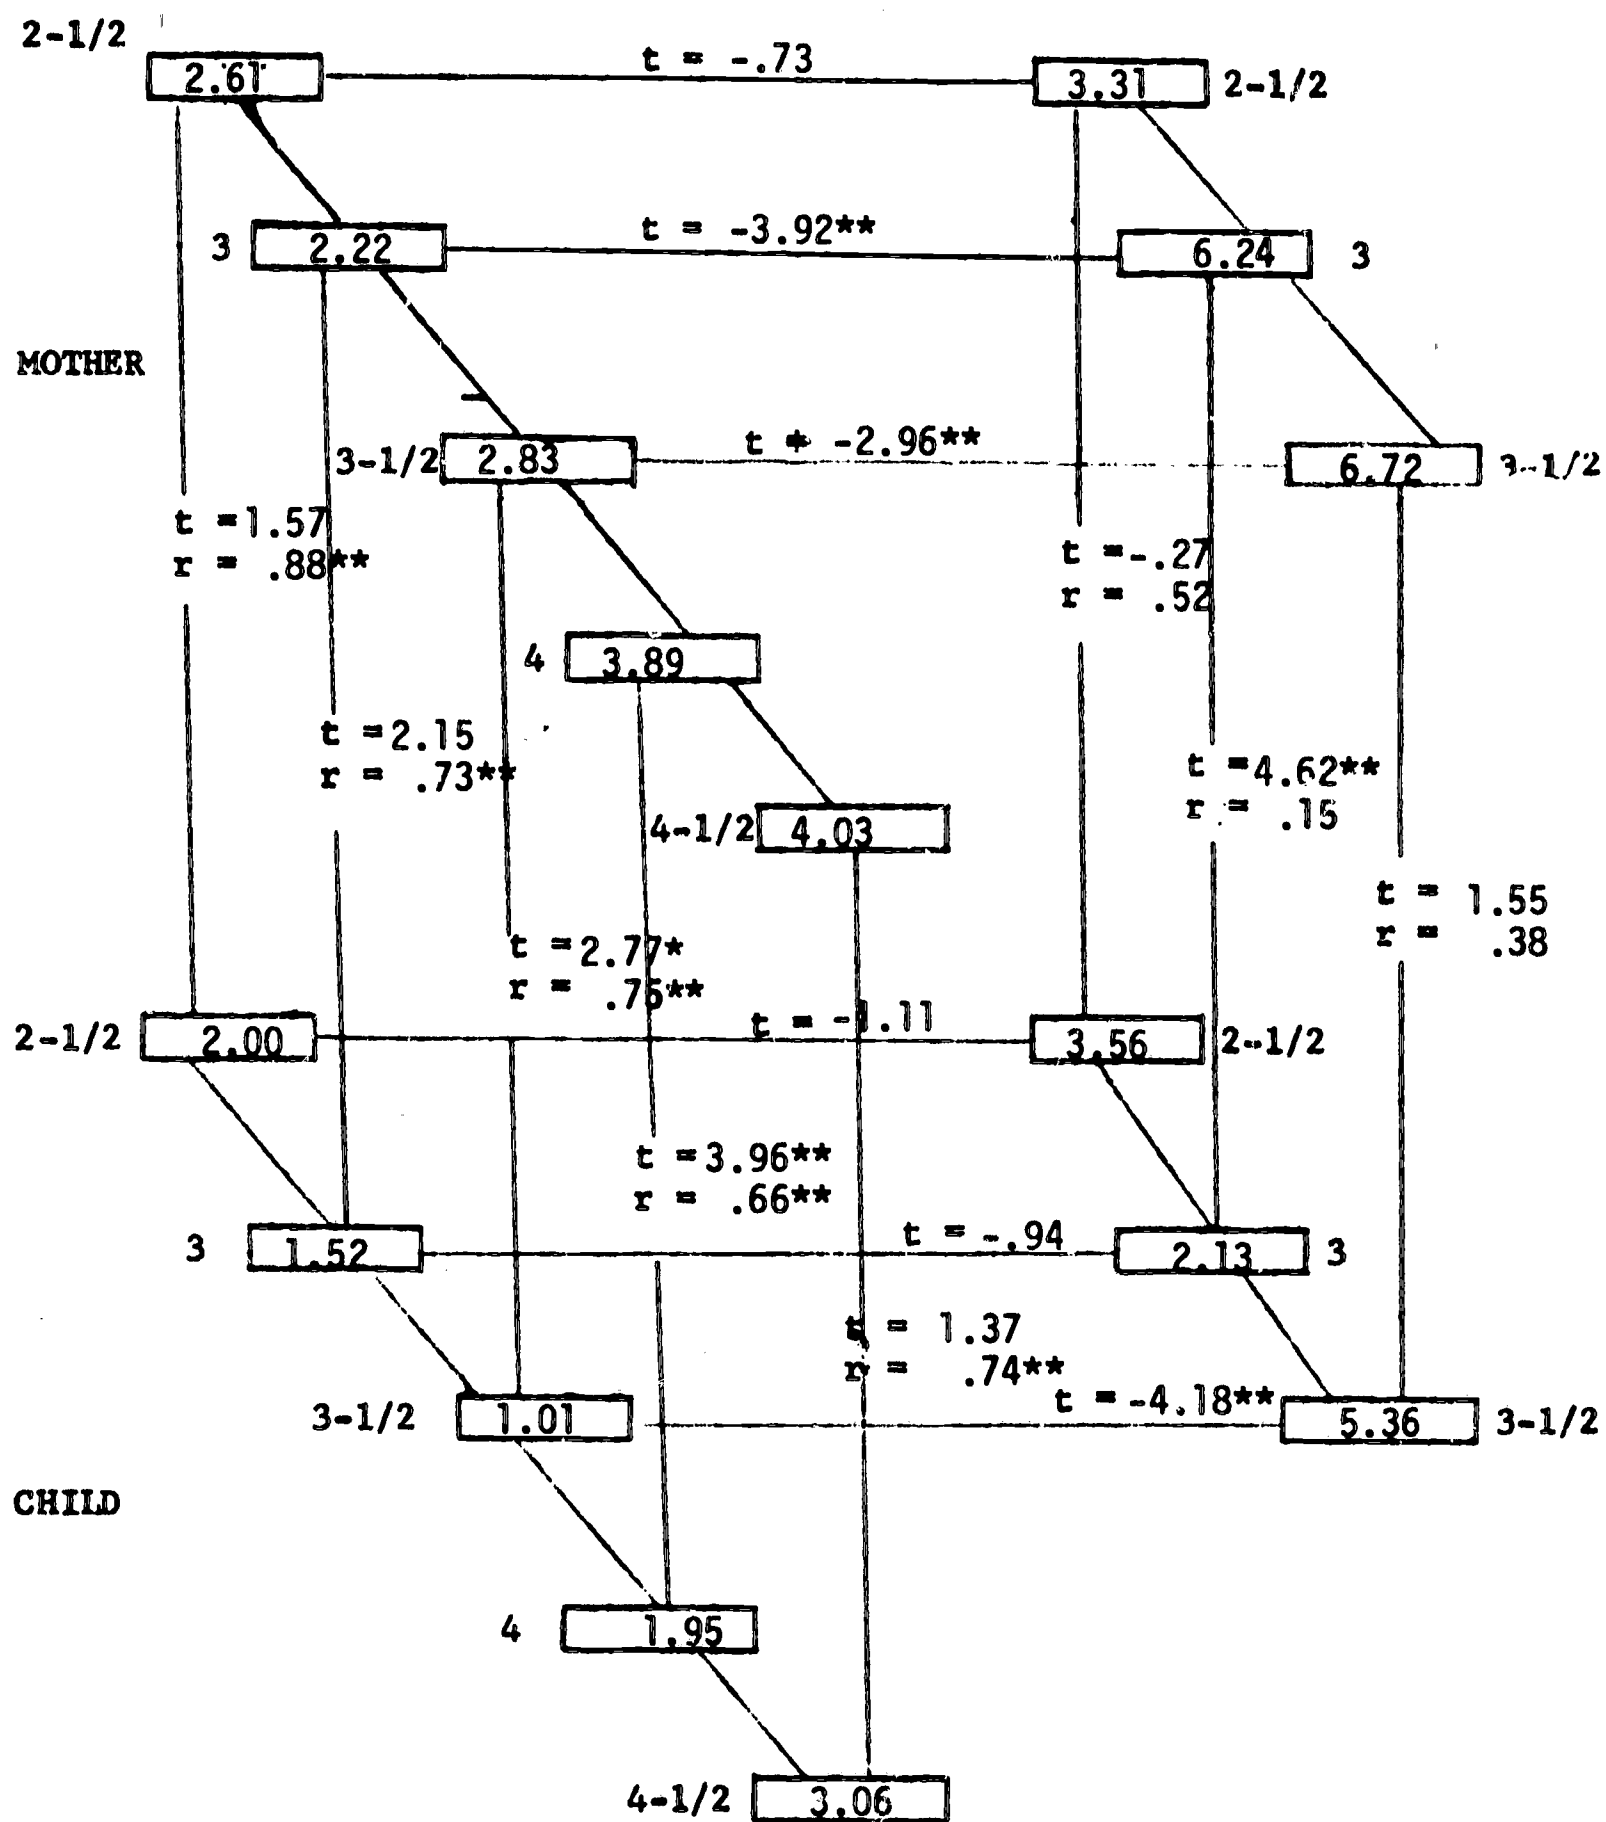 2-1/2
2.61 t = -.73 3.31 2-1/2
3 2.22 t = -3.92** 6.24 3
MOTHER
3-1/2 2.83 t = -2.96** 6.72 3-1/2
t =1.57
r = .88**
t =-.27
r = .52
4 3.89
t =2.15
r = .73**
t =4.62**
r = .15
4-1/2 4.03
t = 1.55
r = .38
t =2.77*
r = .75**
2-1/2 2.00 t = -1.11 3.56 2-1/2
t =3.96**
r = .66**
3 1.52 t = -.94 2.13 3
t = 1.37
r = .74**
3-1/2 1.01 t =-4.18** 5.36 3-1/2
CHILD
4 1.95
4-1/2 3.06